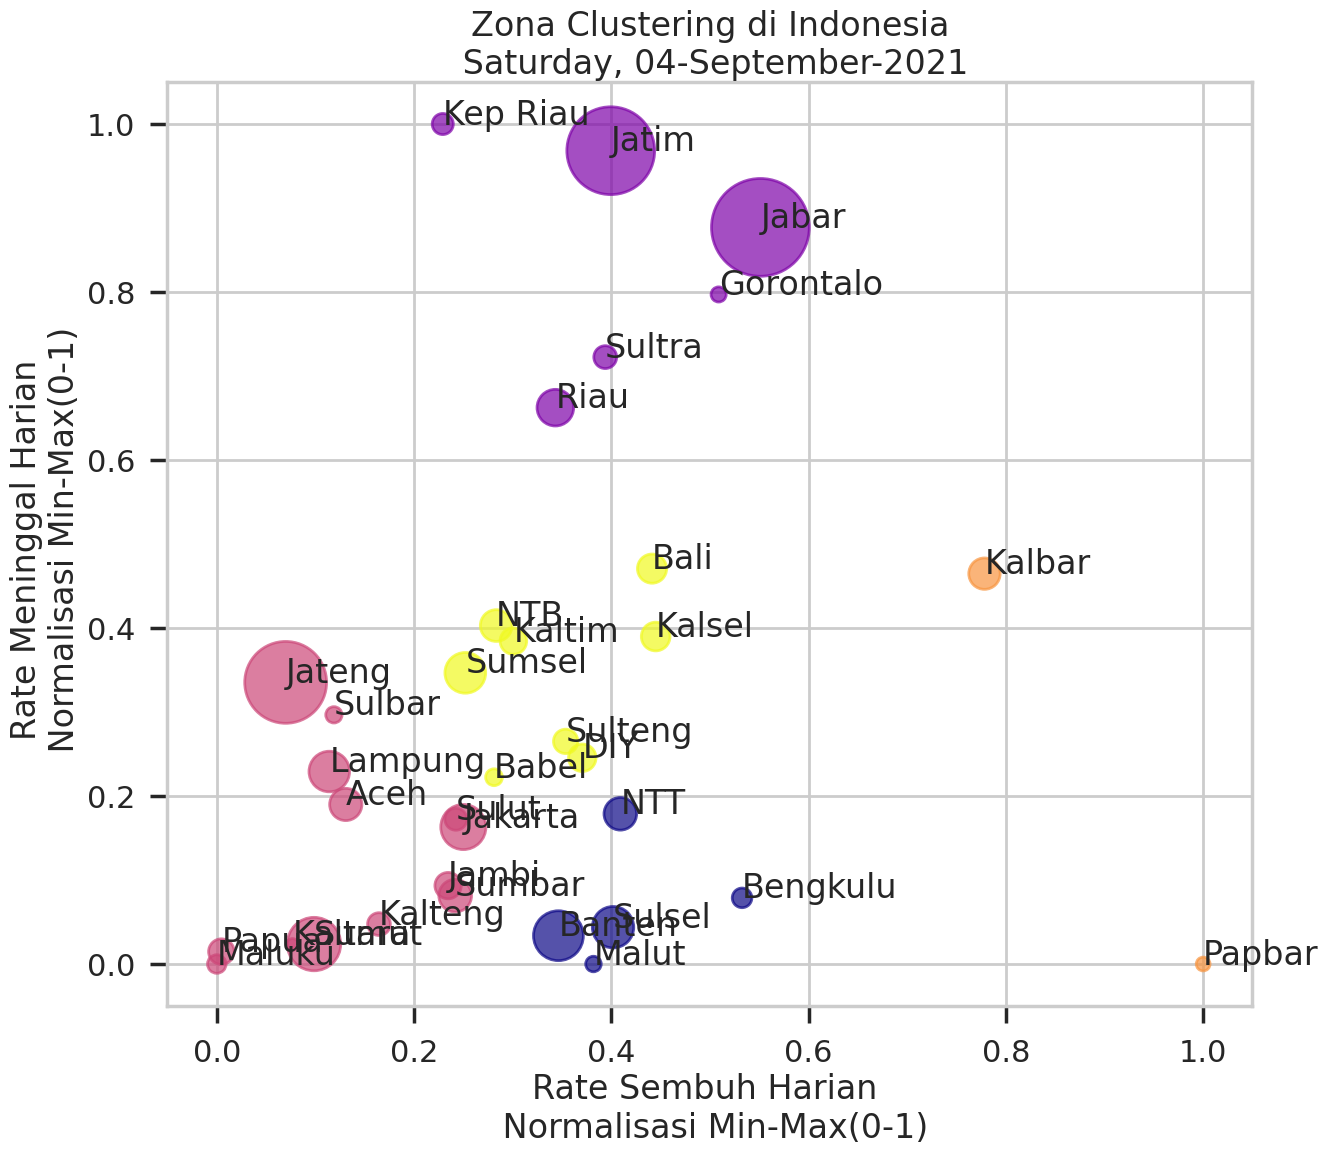 Zona Clustering di Indonesia
Saturday, 04-September-2021
Rate Meninggal Harian
Normalisasi Min-Max(0-1)
1.0
0.8
0.6
0.4
0.2
0.0
Kep Riau
Jatim
Jabar
Gorontalo
Sultra
Riau
Bali
Kalbar
NTB
Kaltim
Kalsel
Sumsel
Jateng
Sulbar
Sulteng
DIY
Lampung
Babel
Aceh
Sulut
NTT
Jakarta
Jambi
Sumbar
Bengkulu
Kalteng
Sulsel
Banten
Papua
Maluku
Malut
Papbar
0.0
0.2
0.4
0.6
0.8
1.0
Rate Sembuh Harian
Normalisasi Min-Max(0-1)